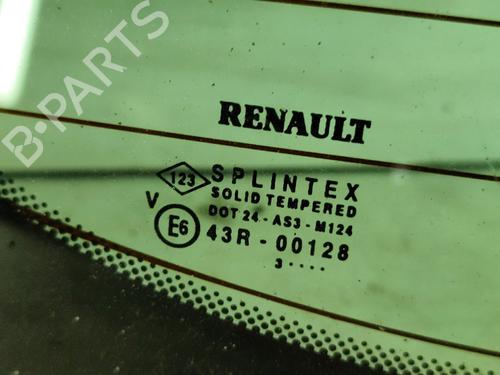 B-PARTS
RENAULT
123 SPLINTEX
SOLID TEMPERED
DOT 24 - AS3 - M124
V E6 43R - 00128
3 ····